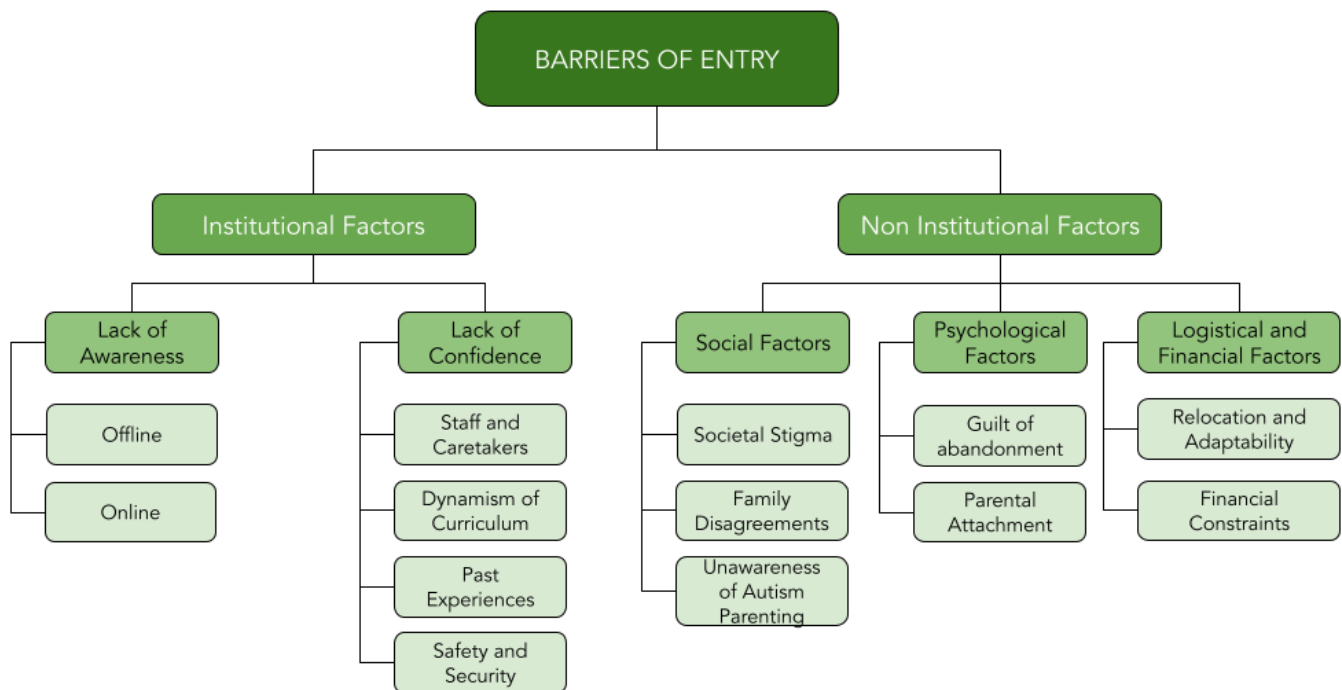 BARRIERS OF ENTRY
Institutional Factors
Non Institutional Factors
Lack of
Awareness
Offline
Online
Lack of
Confidence
Staff and
Caretakers
Dynamism of
Curriculum
Past
Experiences
Safety and
Security
Social Factors
Societal Stigma
Family
Disagreements
Unawareness
of Autism
Parenting
Psychological
Factors
Guilt of
abandonment
Parental
Attachment
Logistical and
Financial Factors
Relocation and
Adaptability
Financial
Constraints